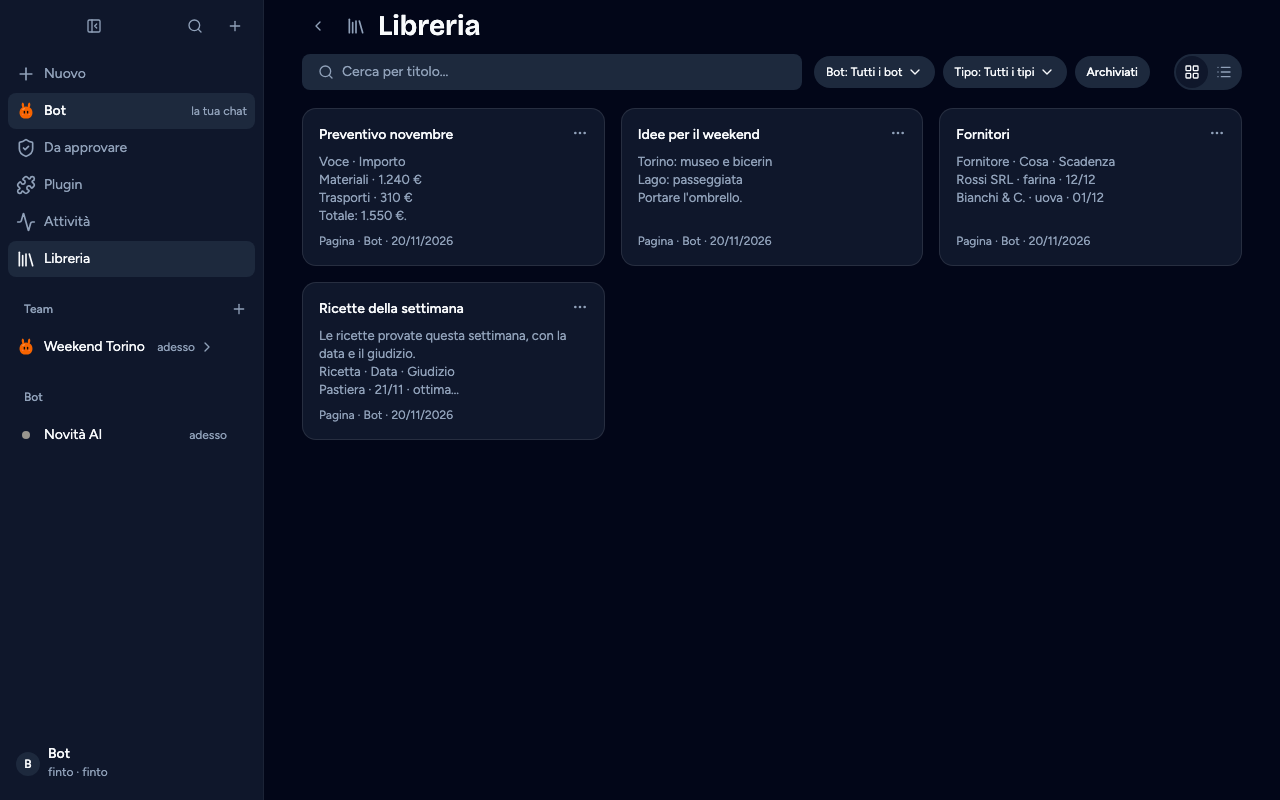 Nuovo
Bot la tua chat
Da approvare
Plugin
Attività
Libreria
Team
Weekend Torino adesso
Bot
Novità AI adesso
B
Bot
finto · finto
Libreria
Cerca per titolo...
Bot: Tutti i bot
Tipo: Tutti i tipi
Archiviati
Preventivo novembre
Voce · Importo
Materiali · 1.240 €
Trasporti · 310 €
Totale: 1.550 €.
Pagina · Bot · 20/11/2026
Idee per il weekend
Torino: museo e bicerin
Lago: passeggiata
Portare l'ombrello.
Pagina · Bot · 20/11/2026
Fornitori
Fornitore · Cosa · Scadenza
Rossi SRL · farina · 12/12
Bianchi & C. · uova · 01/12
Pagina · Bot · 20/11/2026
Ricette della settimana
Le ricette provate questa settimana, con la
data e il giudizio.
Ricetta · Data · Giudizio
Pastiera · 21/11 · ottima...
Pagina · Bot · 20/11/2026